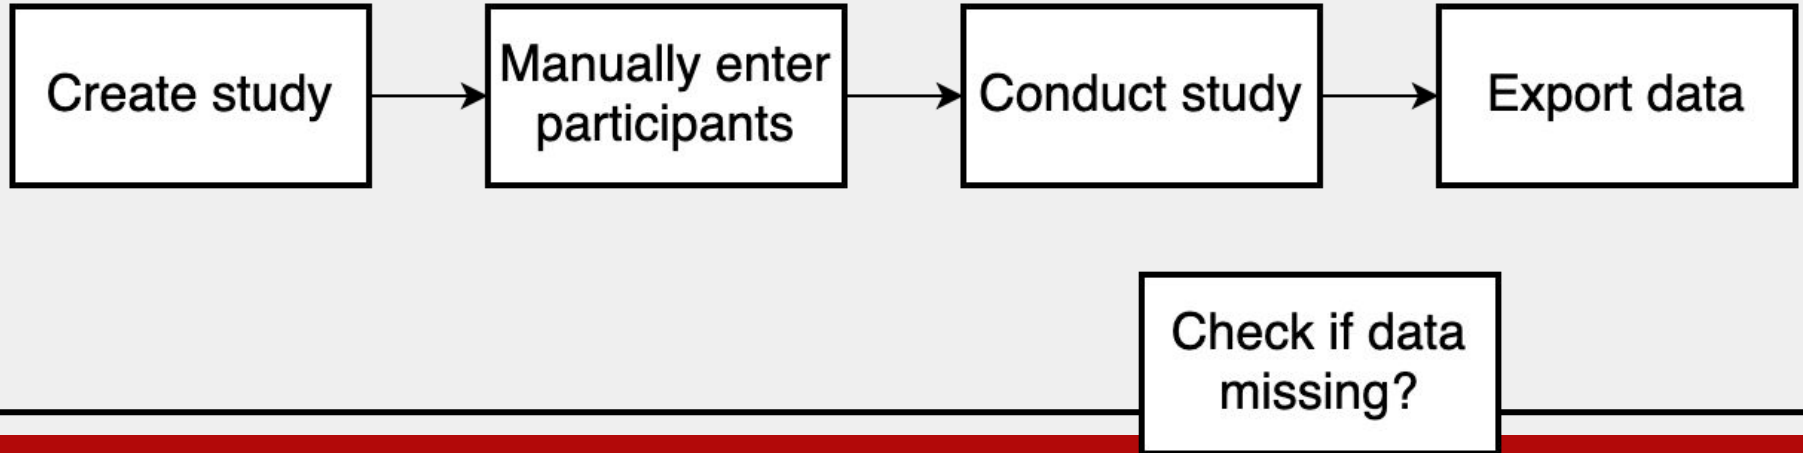 Create study
Manually enter
participants
Conduct study
Export data
Check if data
missing?